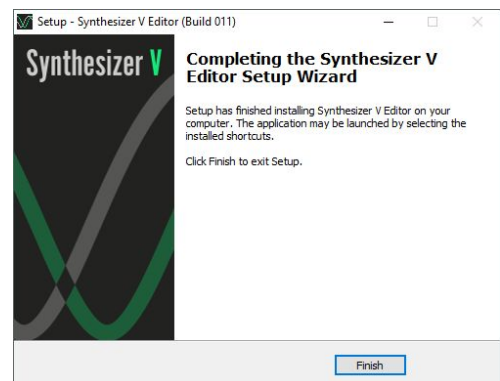 Setup - Synthesizer V Editor (Build 011)
Synthesizer V
Completing the Synthesizer V
Editor Setup Wizard
Setup has finished installing Synthesizer V Editor on your
computer. The application may be launched by selecting the
installed shortcuts.
Click Finish to exit Setup.
Finish